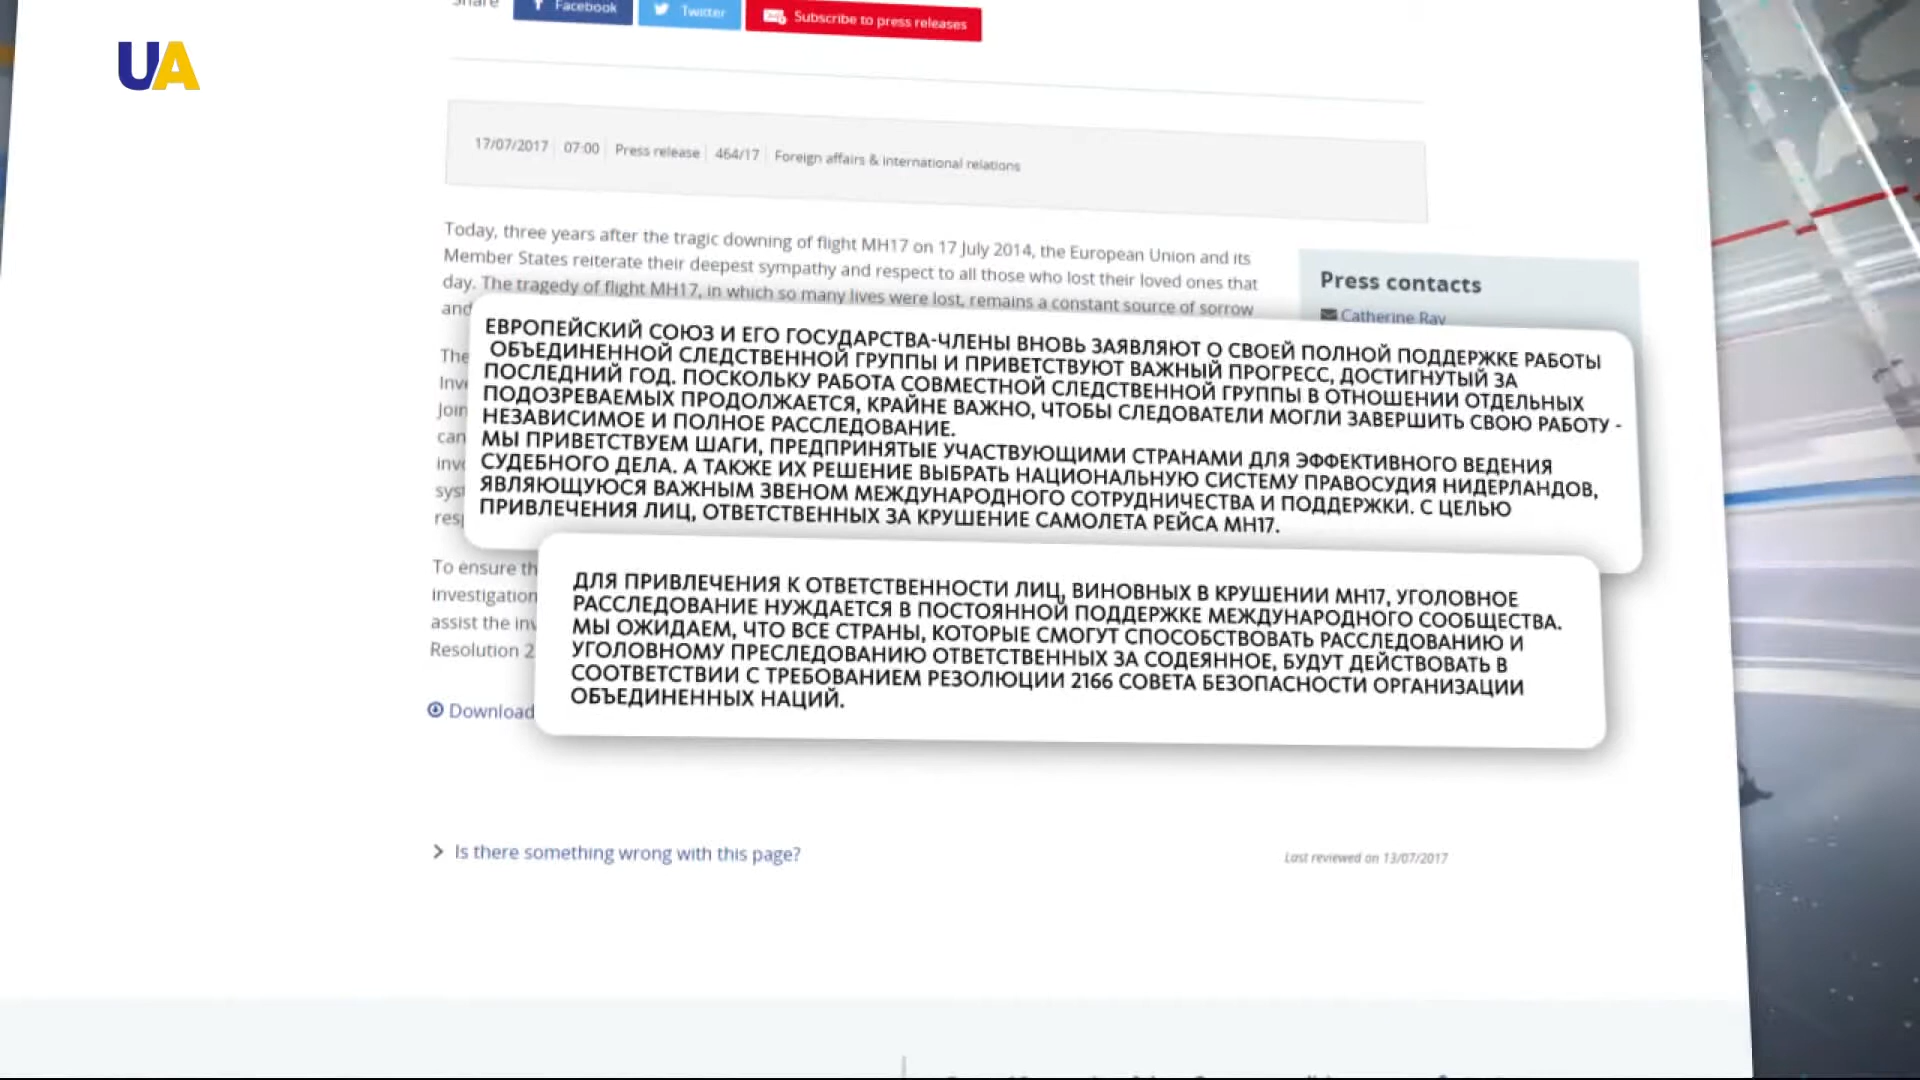 Share
Facebook
Twitter
Subscribe to press releases
UA
17/07/2017 07:00 Press release 464/17 Foreign affairs & international relations
Today, three years after the tragic downing of flight MH17 on 17 July 2014, the European Union and its
Member States reiterate their deepest sympathy and respect to all those who lost their loved ones that
day. The tragedy of flight MH17, in which so many lives were lost, remains a constant source of sorrow
and
Press contacts
Catherine Ray
The
ЕВРОПЕЙСКИЙ СОЮЗ И ЕГО ГОСУДАРСТВА-ЧЛЕНЫ ВНОВЬ ЗАЯВЛЯЮТ О СВОЕЙ ПОЛНОЙ ПОДДЕРЖКЕ РАБОТЫ
ОБЪЕДИНЕННОЙ СЛЕДСТВЕННОЙ ГРУППЫ И ПРИВЕТСТВУЮТ ВАЖНЫЙ ПРОГРЕСС, ДОСТИГНУТЫЙ ЗА
ПОСЛЕДНИЙ ГОД. ПОСКОЛЬКУ РАБОТА СОВМЕСТНОЙ СЛЕДСТВЕННОЙ ГРУППЫ В ОТНОШЕНИИ ОТДЕЛЬНЫХ
ПОДОЗРЕВАЕМЫХ ПРОДОЛЖАЕТСЯ, КРАЙНЕ ВАЖНО, ЧТОБЫ СЛЕДОВАТЕЛИ МОГЛИ ЗАВЕРШИТЬ СВОЮ РАБОТУ -
НЕЗАВИСИМОЕ И ПОЛНОЕ РАССЛЕДОВАНИЕ.
МЫ ПРИВЕТСТВУЕМ ШАГИ, ПРЕДПРИНЯТЫЕ УЧАСТВУЮЩИМИ СТРАНАМИ ДЛЯ ЭФФЕКТИВНОГО ВЕДЕНИЯ
СУДЕБНОГО ДЕЛА. А ТАКЖЕ ИХ РЕШЕНИЕ ВЫБРАТЬ НАЦИОНАЛЬНУЮ СИСТЕМУ ПРАВОСУДИЯ НИДЕРЛАНДОВ,
ЯВЛЯЮЩУЮСЯ ВАЖНЫМ ЗВЕНОМ МЕЖДУНАРОДНОГО СОТРУДНИЧЕСТВА И ПОДДЕРЖКИ. С ЦЕЛЬЮ
ПРИВЛЕЧЕНИЯ ЛИЦ, ОТВЕТСТВЕННЫХ ЗА КРУШЕНИЕ САМОЛЕТА РЕЙСА МН17.
To ensure th
investigation
assist the inv
Resolution 2
ДЛЯ ПРИВЛЕЧЕНИЯ К ОТВЕТСТВЕННОСТИ ЛИЦ, ВИНОВНЫХ В КРУШЕНИИ МН17, УГОЛОВНОЕ
РАССЛЕДОВАНИЕ НУЖДАЕТСЯ В ПОСТОЯННОЙ ПОДДЕРЖКЕ МЕЖДУНАРОДНОГО СООБЩЕСТВА.
МЫ ОЖИДАЕМ, ЧТО ВСЕ СТРАНЫ, КОТОРЫЕ СМОГУТ СПОСОБСТВОВАТЬ РАССЛЕДОВАНИЮ И
УГОЛОВНОМУ ПРЕСЛЕДОВАНИЮ ОТВЕТСТВЕННЫХ ЗА СОДЕЯННОЕ, БУДУТ ДЕЙСТВОВАТЬ В
СООТВЕТСТВИИ С ТРЕБОВАНИЕМ РЕЗОЛЮЦИИ 2166 СОВЕТА БЕЗОПАСНОСТИ ОРГАНИЗАЦИИ
ОБЪЕДИНЕННЫХ НАЦИЙ.
Download
Is there something wrong with this page?
Last reviewed on 13/07/2017